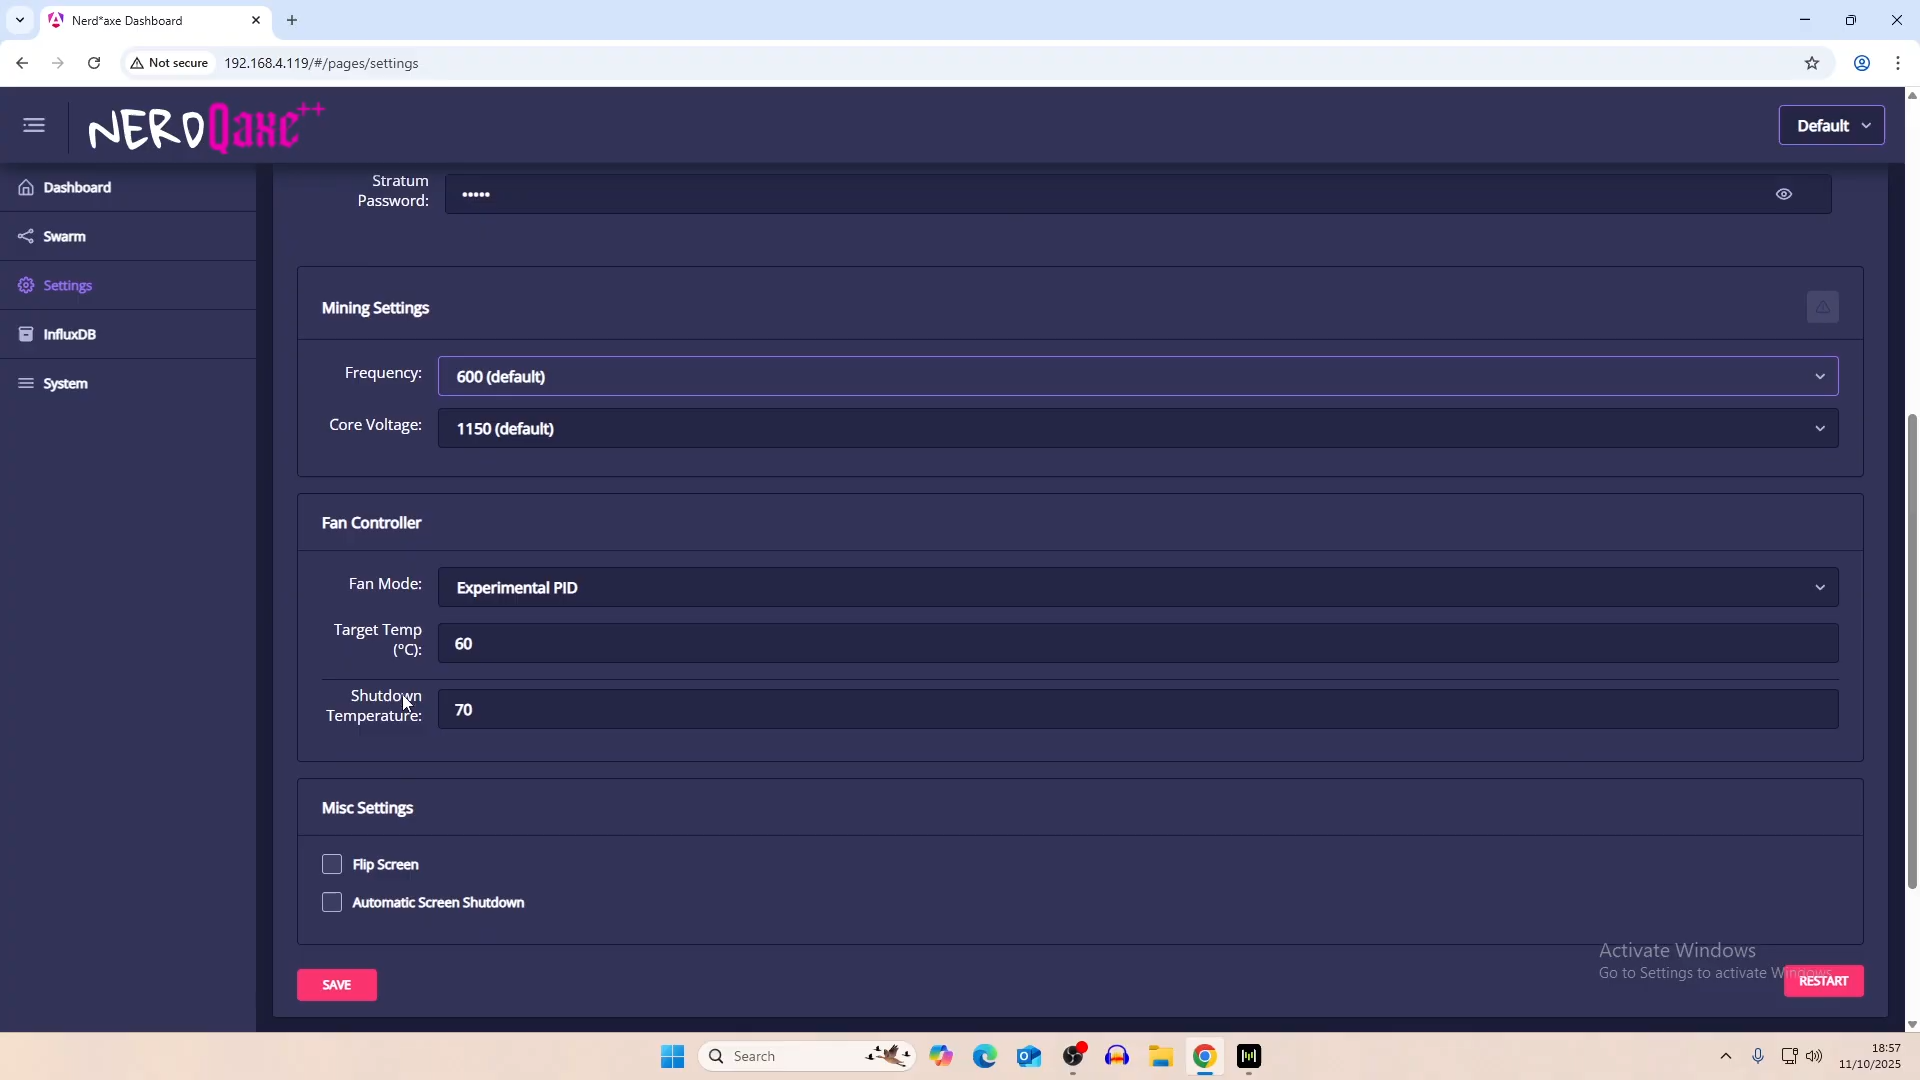 Nerd*axe Dashboard
Not secure
192.168.4.119/#/pages/settings
NERDQaxe++
Default
Dashboard
Swarm
Settings
InfluxDB
System
Stratum
Password:
•••••
Mining Settings
Frequency:
600 (default)
Core Voltage:
1150 (default)
Fan Controller
Fan Mode:
Experimental PID
Target Temp
(°C):
60
Shutdown
Temperature:
70
Misc Settings
Flip Screen
Automatic Screen Shutdown
SAVE
RESTART
Activate Windows
Go to Settings to activate Windows.
Search
18:57
11/10/2025